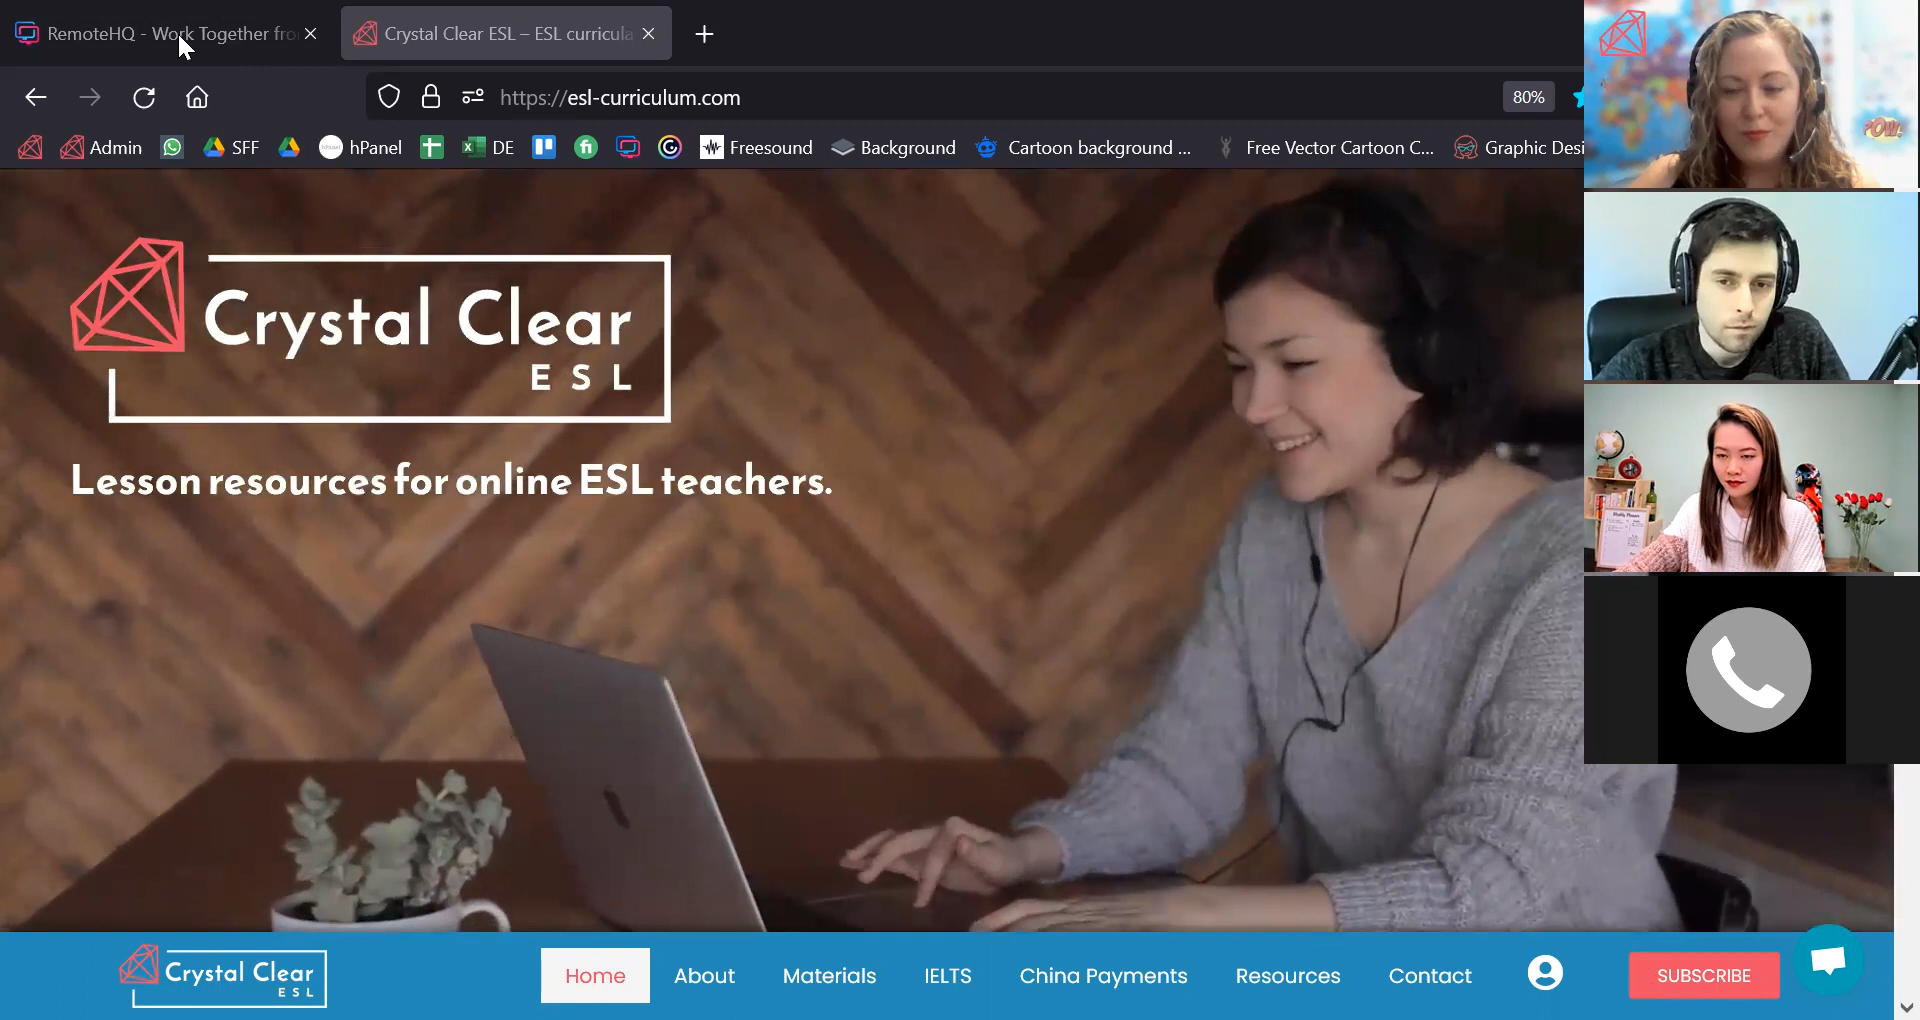 RemoteHQ - Work Together fro
Crystal Clear ESL – ESL curricula
https://esl-curriculum.com
80%
Admin
SFF
hPanel
DE
Freesound
Background
Cartoon background ...
Free Vector Cartoon C...
Graphic Desi
POW!
Crystal Clear
ESL
Lesson resources for online ESL teachers.
Crystal Clear
ESL
Home
About
Materials
IELTS
China Payments
Resources
Contact
SUBSCRIBE